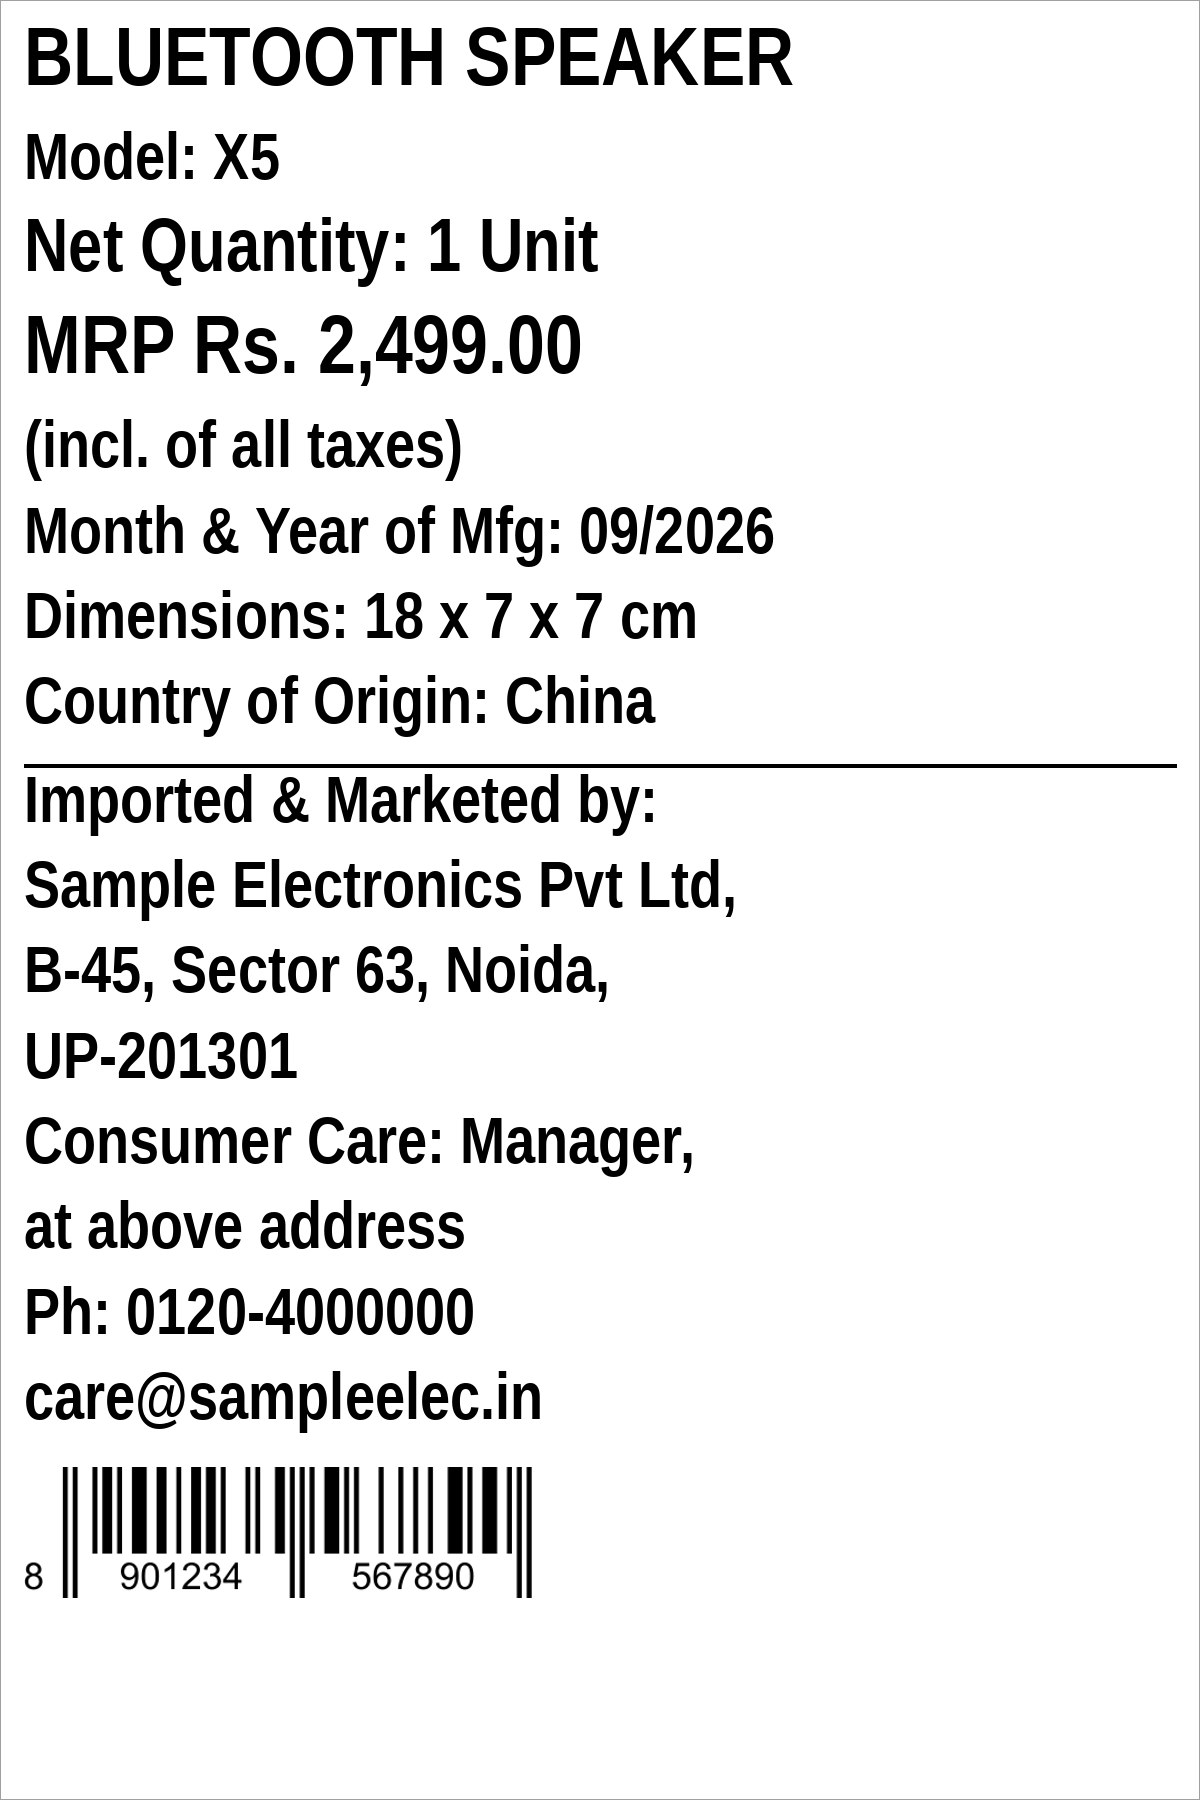 BLUETOOTH SPEAKER
Model: X5
Net Quantity: 1 Unit
MRP Rs. 2,499.00
(incl. of all taxes)
Month & Year of Mfg: 09/2026
Dimensions: 18 x 7 x 7 cm
Country of Origin: China
Imported & Marketed by:
Sample Electronics Pvt Ltd,
B-45, Sector 63, Noida,
UP-201301
Consumer Care: Manager,
at above address
Ph: 0120-4000000
care@sampleelec.in
8 901234 567890